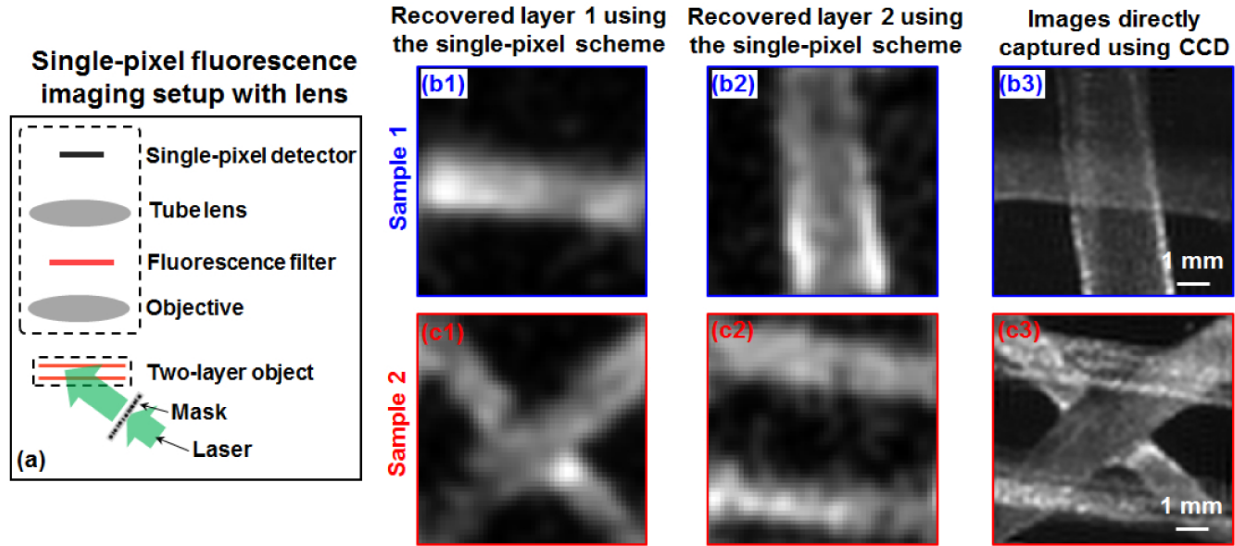 Single-pixel fluorescence
imaging setup with lens
Single-pixel detector
Tube lens
Fluorescence filter
Objective
Two-layer object
Mask
Laser
(a)
Recovered layer 1 using
the single-pixel scheme
Recovered layer 2 using
the single-pixel scheme
Images directly
captured using CCD
Sample 1
(b1)
(b2)
(b3)
1 mm
Sample 2
(c1)
(c2)
(c3)
1 mm